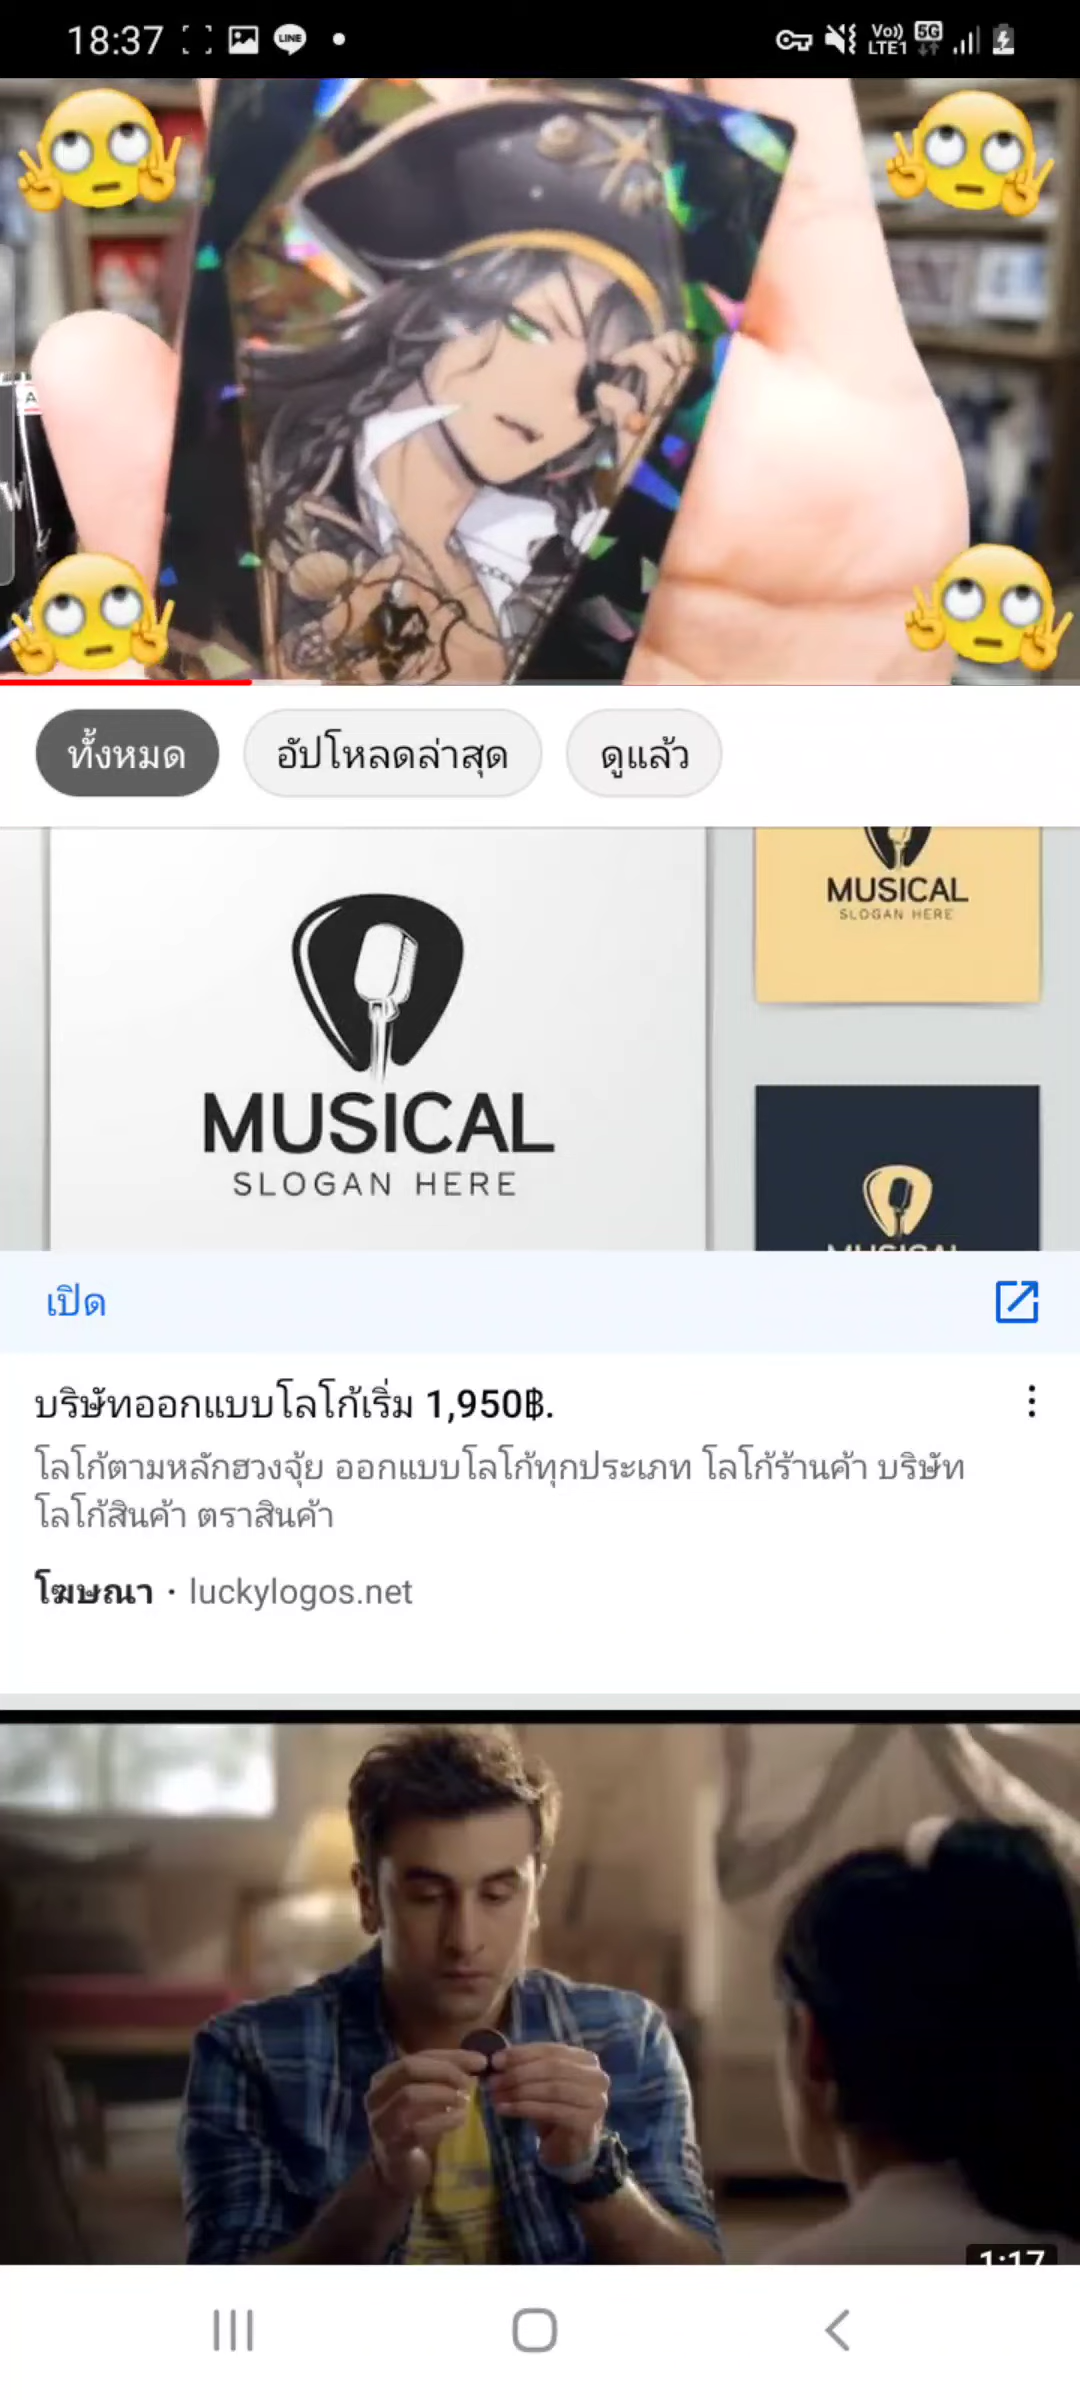 18:37
LINE
Vo))
LTE1
5G
A
ทั้งหมด
อัปโหลดล่าสุด
ดูแล้ว
MUSICAL
SLOGAN HERE
MUSICAL
SLOGAN HERE
MUSICAL
เปิด
บริษัทออกแบบโลโก้เริ่ม 1,950฿.
โลโก้ตามหลักฮวงจุ้ย ออกแบบโลโก้ทุกประเภท โลโก้ร้านค้า บริษัท
โลโก้สินค้า ตราสินค้า
โฆษณา · luckylogos.net
1:17